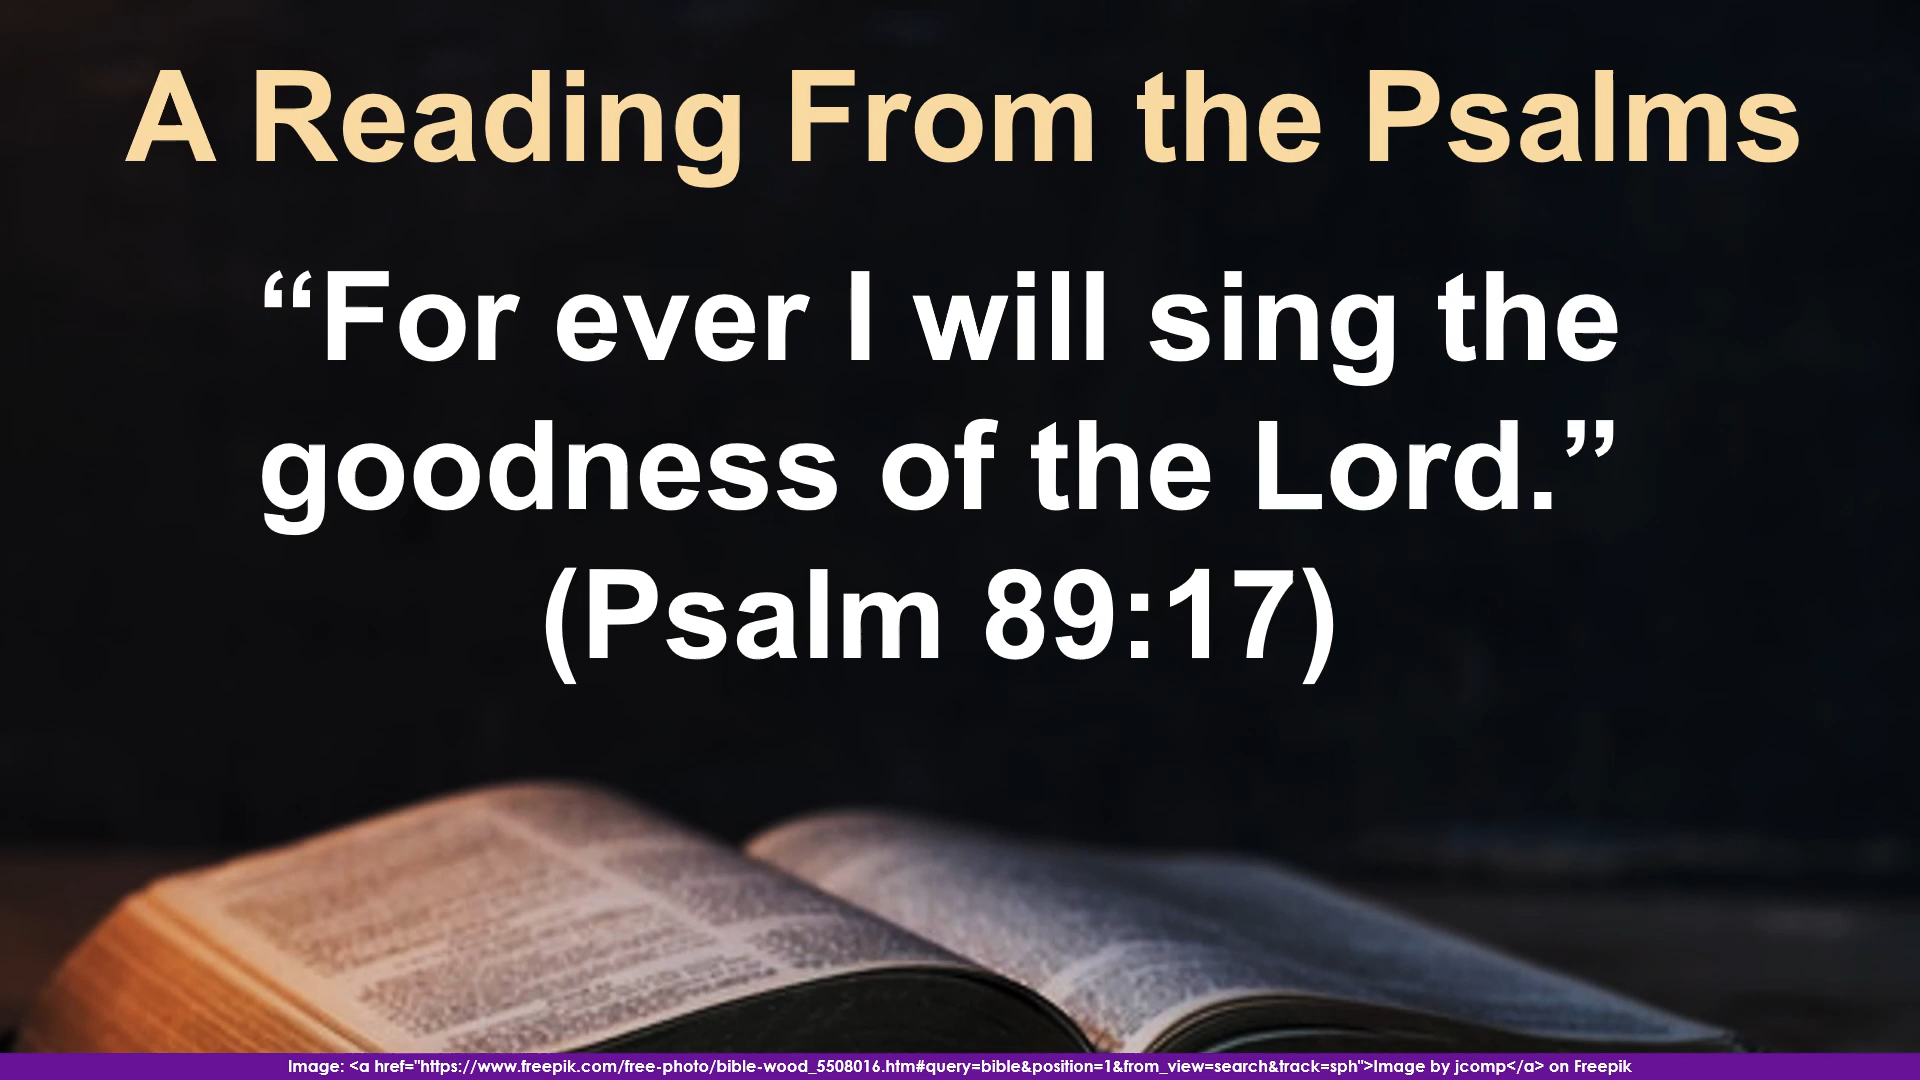 A Reading From the Psalms
“For ever I will sing the
goodness of the Lord.”
(Psalm 89:17)
Image: <a href="https://www.freepik.com/free-photo/bible-wood_5508016.htm#query=bible&position=1&from_view=search&track=sph">Image by jcomp</a> on Freepik